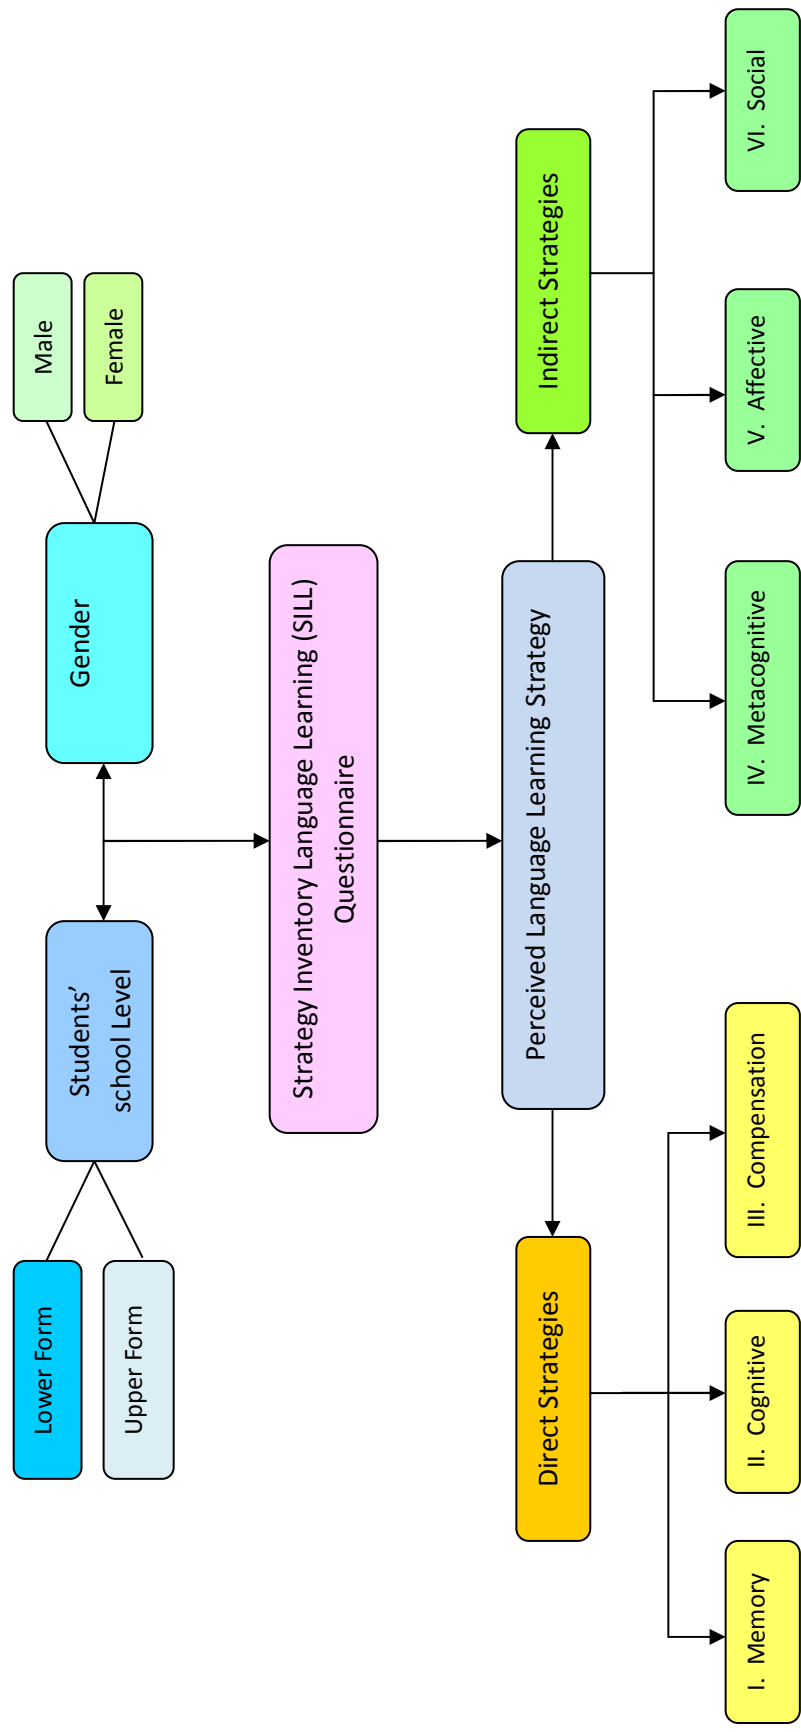 Lower Form
Upper Form
Students’
school Level
Gender
Male
Female
Strategy Inventory Language Learning (SILL)
Questionnaire
Perceived Language Learning Strategy
Direct Strategies
Indirect Strategies
I. Memory
II. Cognitive
III. Compensation
IV. Metacognitive
V. Affective
VI. Social